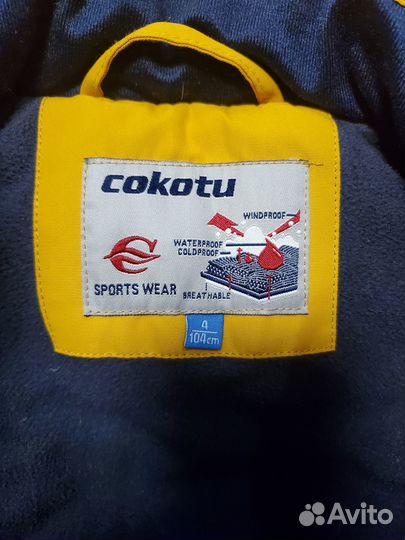 cokotu
WINDPROOF
WATERPROOF
COLDPROOF
SPORTS WEAR
BREATHABLE
4
104cm
Avito